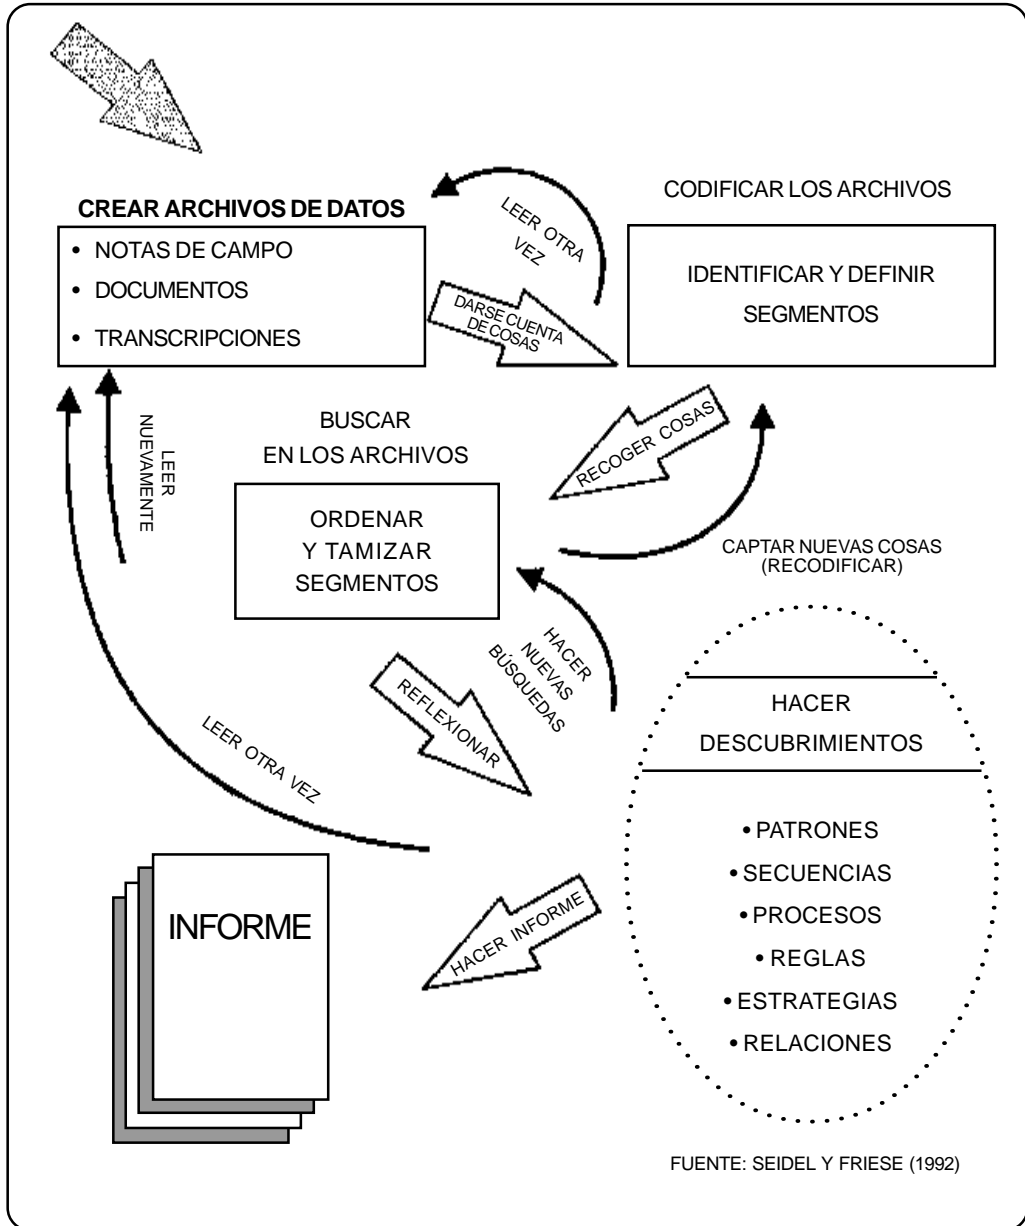 CREAR ARCHIVOS DE DATOS
• NOTAS DE CAMPO
• DOCUMENTOS
• TRANSCRIPCIONES
LEER OTRA
VEZ
DARSE CUENTA
DE COSAS
CODIFICAR LOS ARCHIVOS
IDENTIFICAR Y DEFINIR
SEGMENTOS
RECOGER COSAS
LEER
NUEVAMENTE
BUSCAR
EN LOS ARCHIVOS
ORDENAR
Y TAMIZAR
SEGMENTOS
CAPTAR NUEVAS COSAS
(RECODIFICAR)
HACER
NUEVAS
BÚSQUEDAS
REFLEXIONAR
LEER OTRA VEZ
HACER
DESCUBRIMIENTOS
• PATRONES
• SECUENCIAS
• PROCESOS
• REGLAS
• ESTRATEGIAS
• RELACIONES
HACER INFORME
INFORME
FUENTE: SEIDEL Y FRIESE (1992)